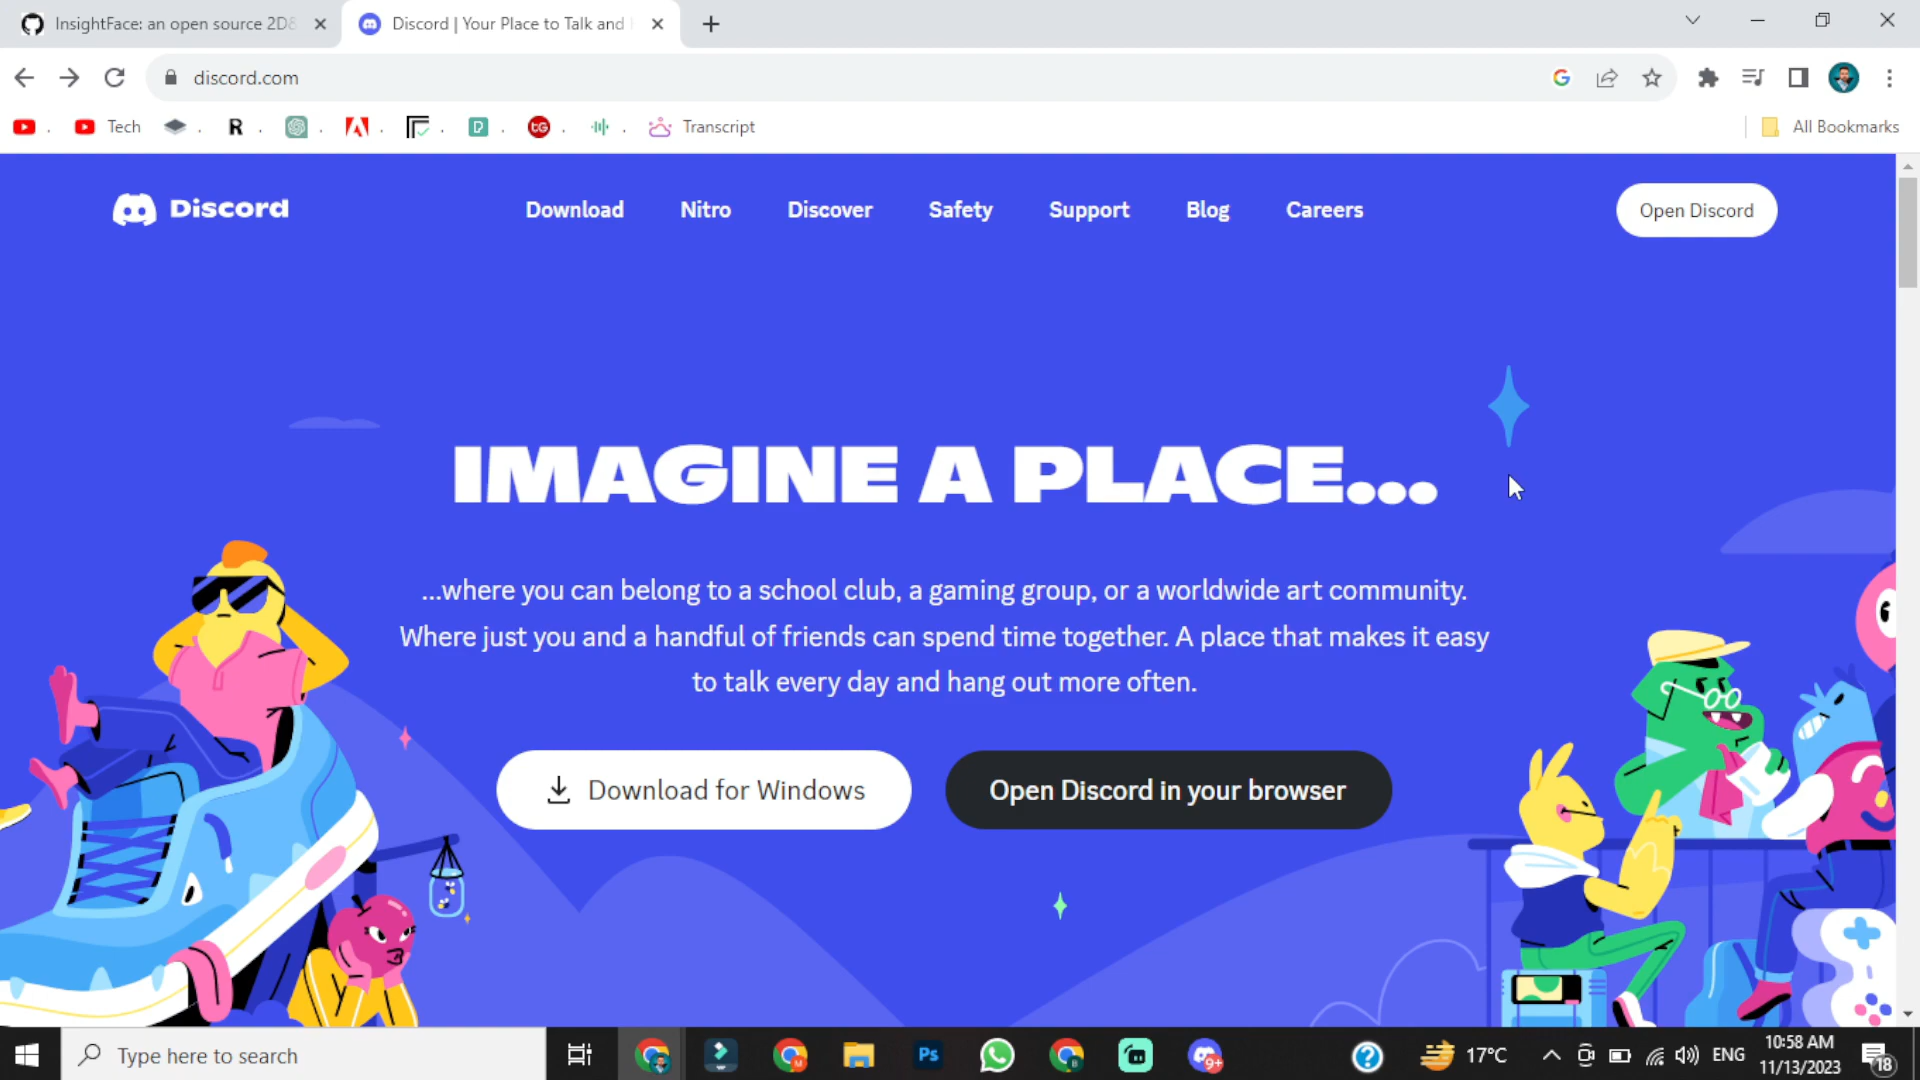 InsightFace: an open source 2D&
Discord | Your Place to Talk and
discord.com
Tech
R
Transcript
All Bookmarks
Discord
Download
Nitro
Discover
Safety
Support
Blog
Careers
Open Discord
IMAGINE A PLACE...
...where you can belong to a school club, a gaming group, or a worldwide art community.
Where just you and a handful of friends can spend time together. A place that makes it easy
to talk every day and hang out more often.
Download for Windows
Open Discord in your browser
Type here to search
Ps
9+
17°C
ENG
10:58 AM
11/13/2023
18